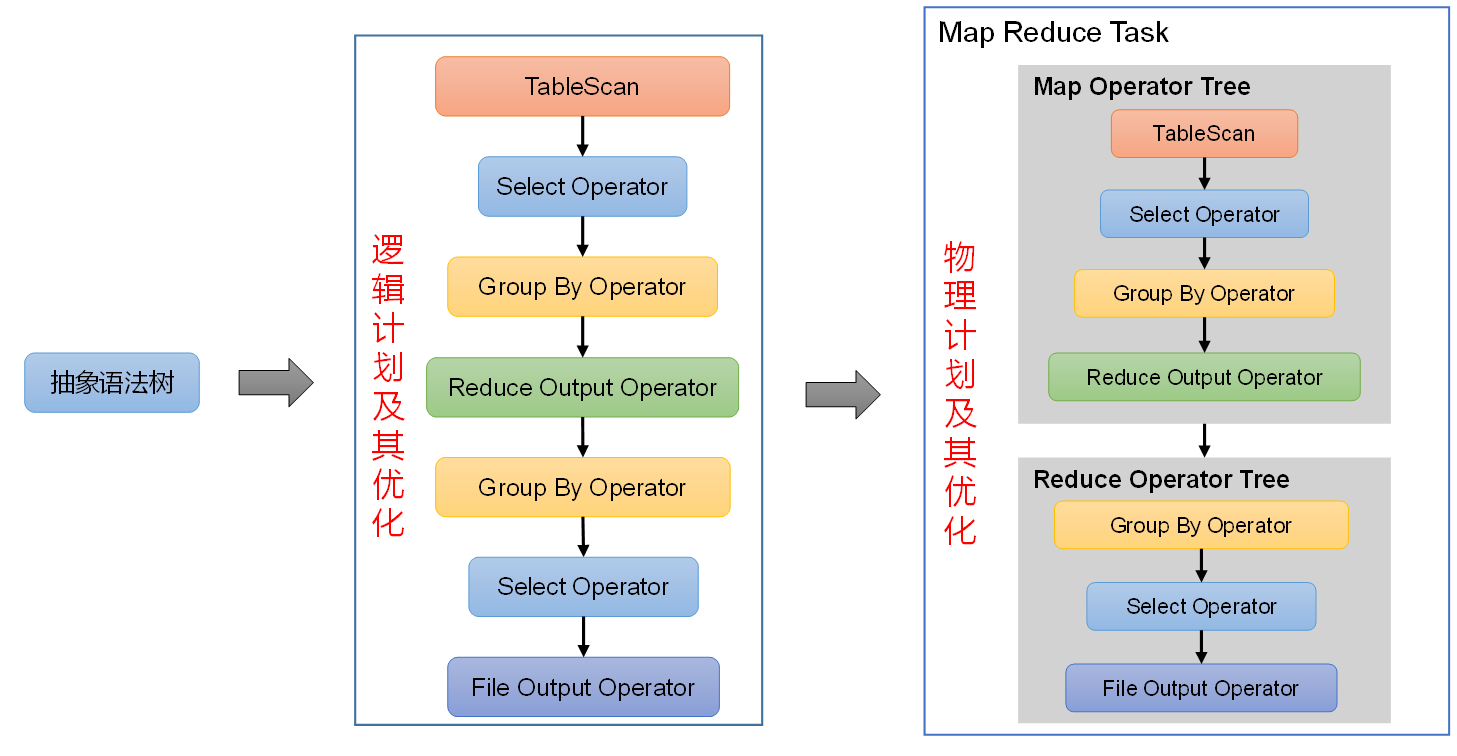 抽象语法树
逻辑计划及其优化
TableScan
Select Operator
Group By Operator
Reduce Output Operator
Group By Operator
Select Operator
File Output Operator
物理计划及其优化
Map Reduce Task
Map Operator Tree
TableScan
Select Operator
Group By Operator
Reduce Output Operator
Reduce Operator Tree
Group By Operator
Select Operator
File Output Operator